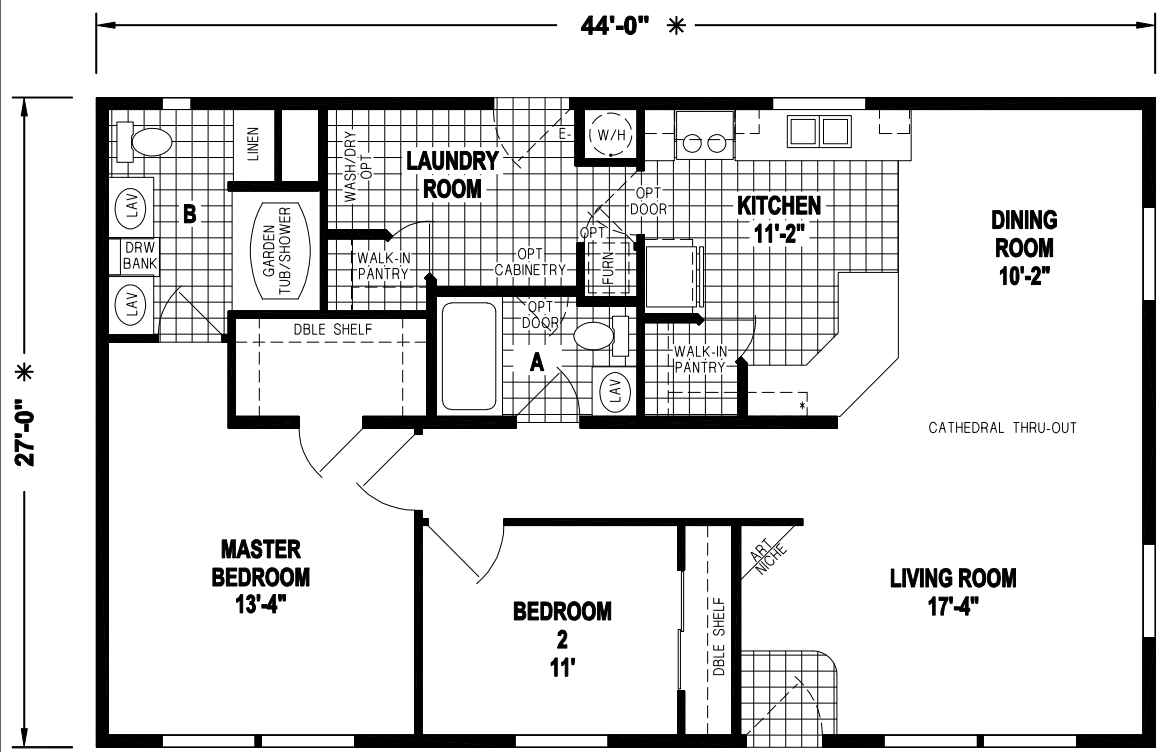 44'-0" ✳
27'-0" ✳
LINEN
WASH/DRY
OPT
LAUNDRY
ROOM
E-
W/H
LAV
B
DRW
BANK
LAV
GARDEN
TUB/SHOWER
WALK-IN
PANTRY
OPT
CABINETRY
OPT
DOOR
OPT
FURN
KITCHEN
11'-2"
DINING
ROOM
10'-2"
DBLE SHELF
OPT
DOOR
A
LAV
WALK-IN
PANTRY
*
CATHEDRAL THRU-OUT
MASTER
BEDROOM
13'-4"
BEDROOM
2
11'
DBLE SHELF
ART
NICHE
LIVING ROOM
17'-4"